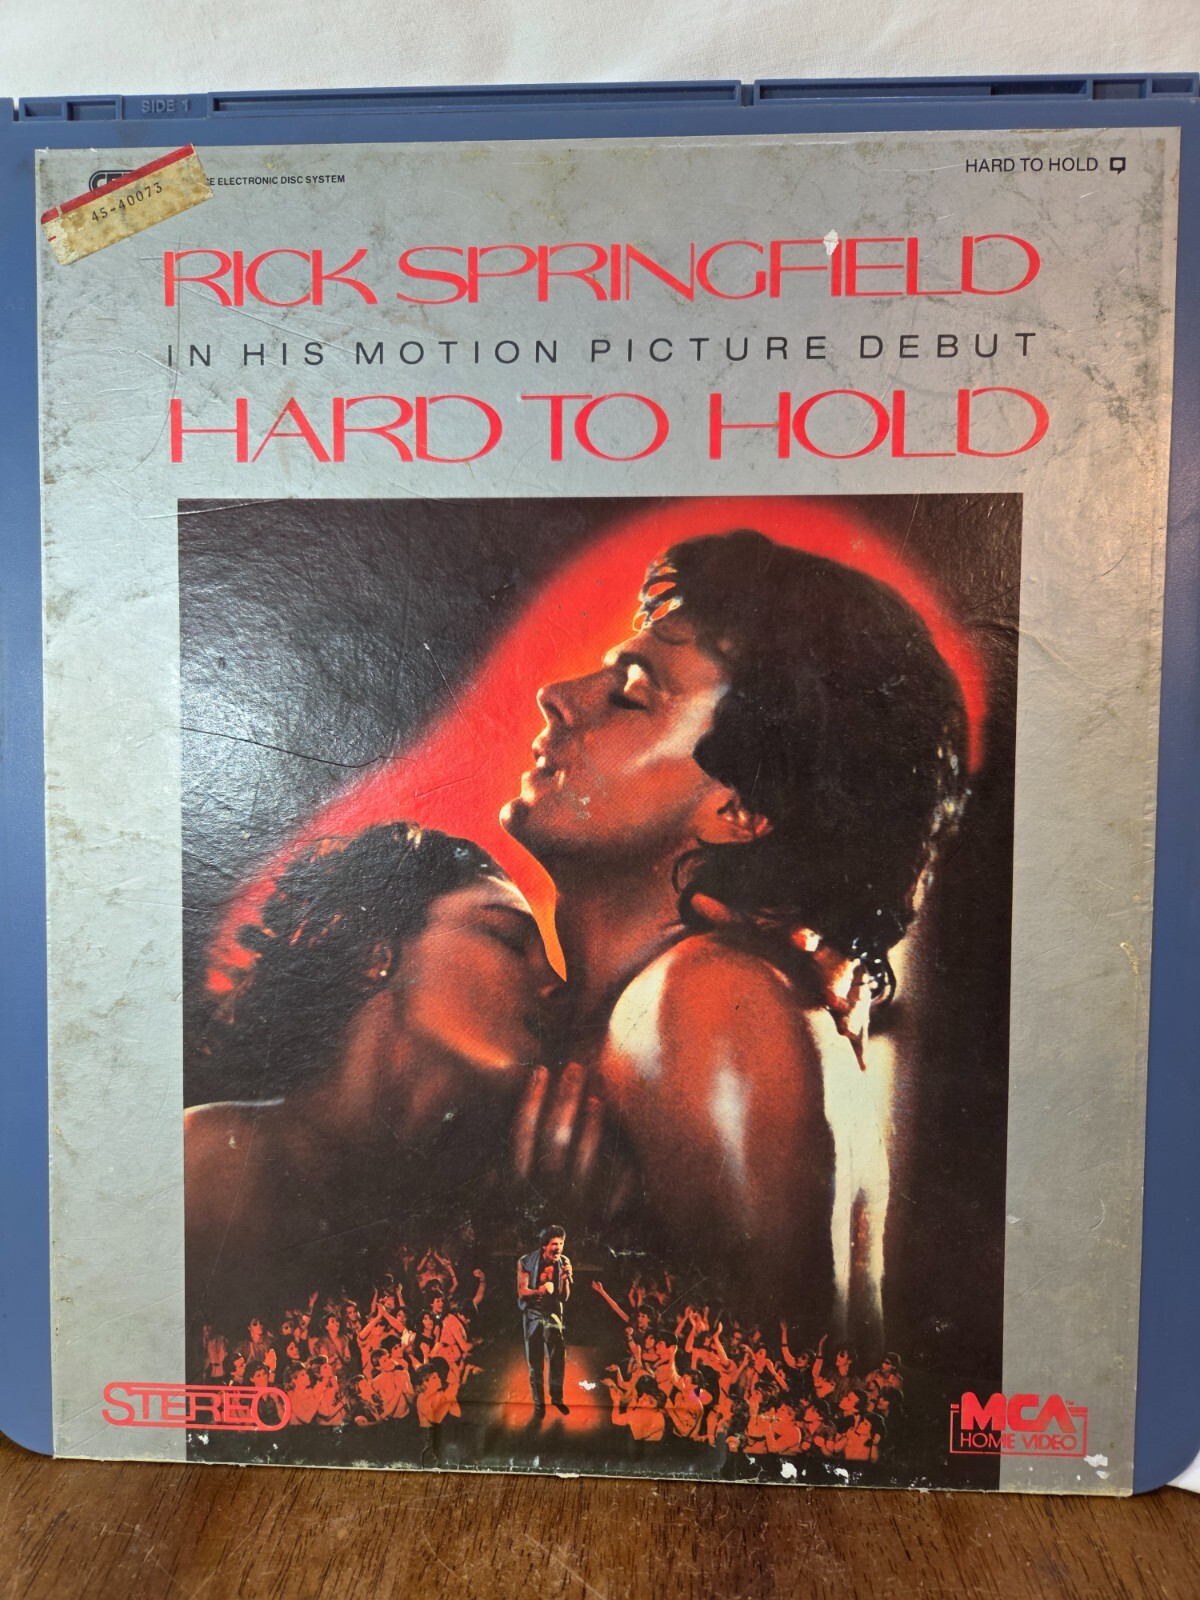 SIDE 1
45-40073
CE ELECTRONIC DISC SYSTEM
HARD TO HOLD
RICK SPRINGFIELD
IN HIS MOTION PICTURE DEBUT
HARD TO HOLD
STEREO
MCA
HOME VIDEO